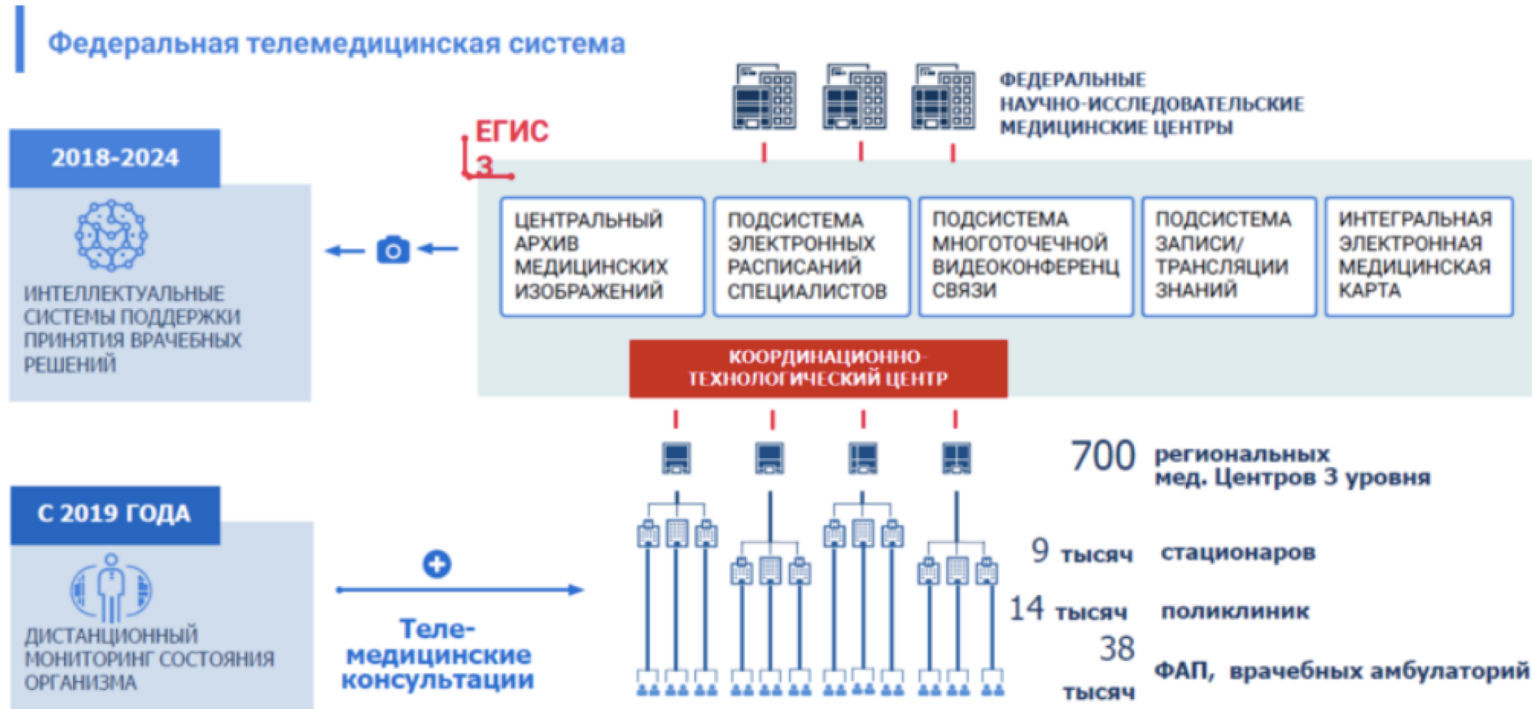 Федеральная телемедицинская система
ФЕДЕРАЛЬНЫЕ
НАУЧНО-ИССЛЕДОВАТЕЛЬСКИЕ
МЕДИЦИНСКИЕ ЦЕНТРЫ
ЕГИС
З
2018-2024
ИНТЕЛЛЕКТУАЛЬНЫЕ
СИСТЕМЫ ПОДДЕРЖКИ
ПРИНЯТИЯ ВРАЧЕБНЫХ
РЕШЕНИЙ
ЦЕНТРАЛЬНЫЙ
АРХИВ
МЕДИЦИНСКИХ
ИЗОБРАЖЕНИЙ
ПОДСИСТЕМА
ЭЛЕКТРОННЫХ
РАСПИСАНИЙ
СПЕЦИАЛИСТОВ
ПОДСИСТЕМА
МНОГОТОЧЕЧНОЙ
ВИДЕОКОНФЕРЕНЦ
СВЯЗИ
ПОДСИСТЕМА
ЗАПИСИ/
ТРАНСЛЯЦИИ
ЗНАНИЙ
ИНТЕГРАЛЬНАЯ
ЭЛЕКТРОННАЯ
МЕДИЦИНСКАЯ
КАРТА
КООРДИНАЦИОННО-
ТЕХНОЛОГИЧЕСКИЙ ЦЕНТР
700 региональных
мед. Центров 3 уровня
9 тысяч стационаров
14 тысяч поликлиник
38
тысяч
ФАП, врачебных амбулаторий
С 2019 ГОДА
ДИСТАНЦИОННЫЙ
МОНИТОРИНГ СОСТОЯНИЯ
ОРГАНИЗМА
Теле-
медицинские
консультации